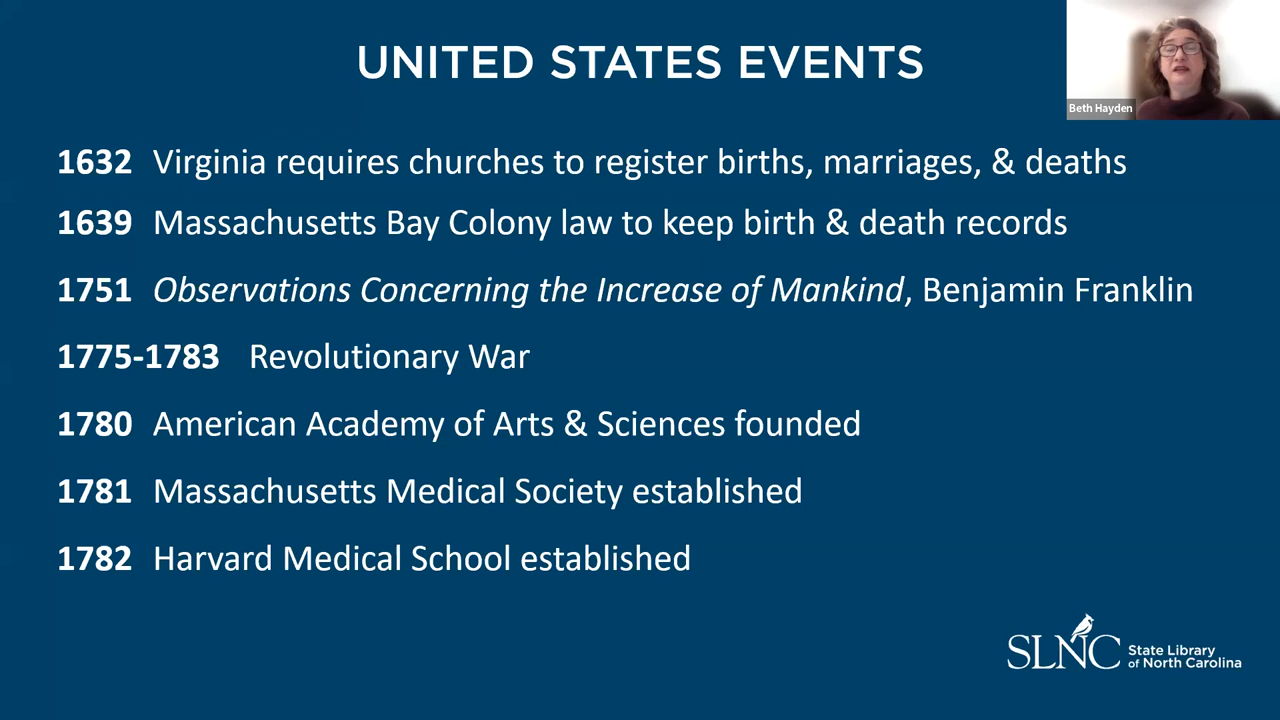 UNITED STATES EVENTS
Beth Hayden
1632 Virginia requires churches to register births, marriages, & deaths
1639 Massachusetts Bay Colony law to keep birth & death records
1751 Observations Concerning the Increase of Mankind, Benjamin Franklin
1775-1783 Revolutionary War
1780 American Academy of Arts & Sciences founded
1781 Massachusetts Medical Society established
1782 Harvard Medical School established
SLNC State Library
of North Carolina